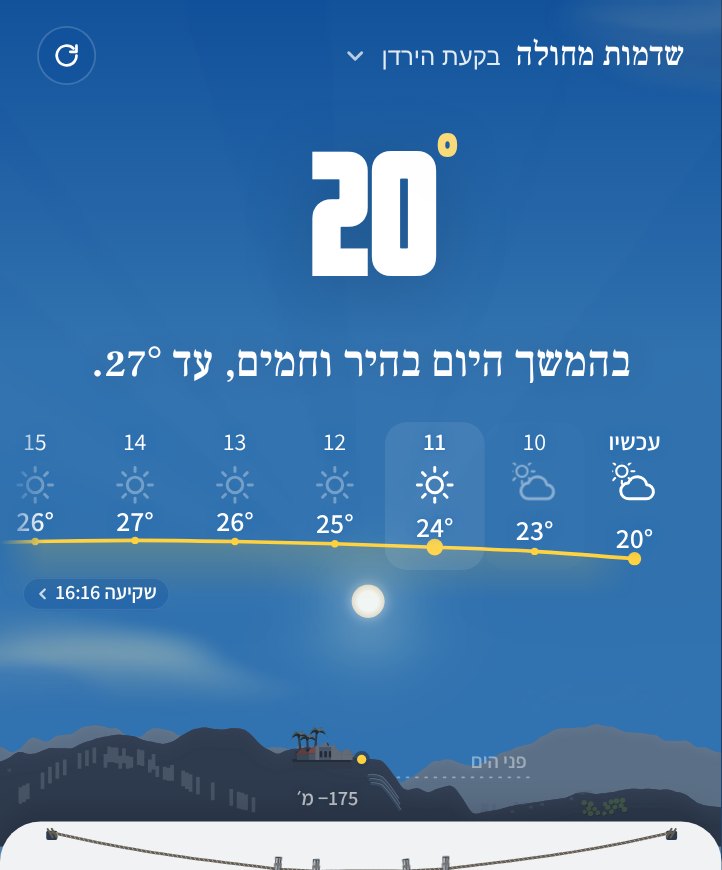 שדמות מחולה בקעת הירדן
20°
בהמשך היום בהיר וחמים, עד 27°.
עכשיו 10 11 12 13 14 15
20° 23° 24° 25° 26° 27° 26°
שקיעה 16:16
פני הים
−175 מ׳